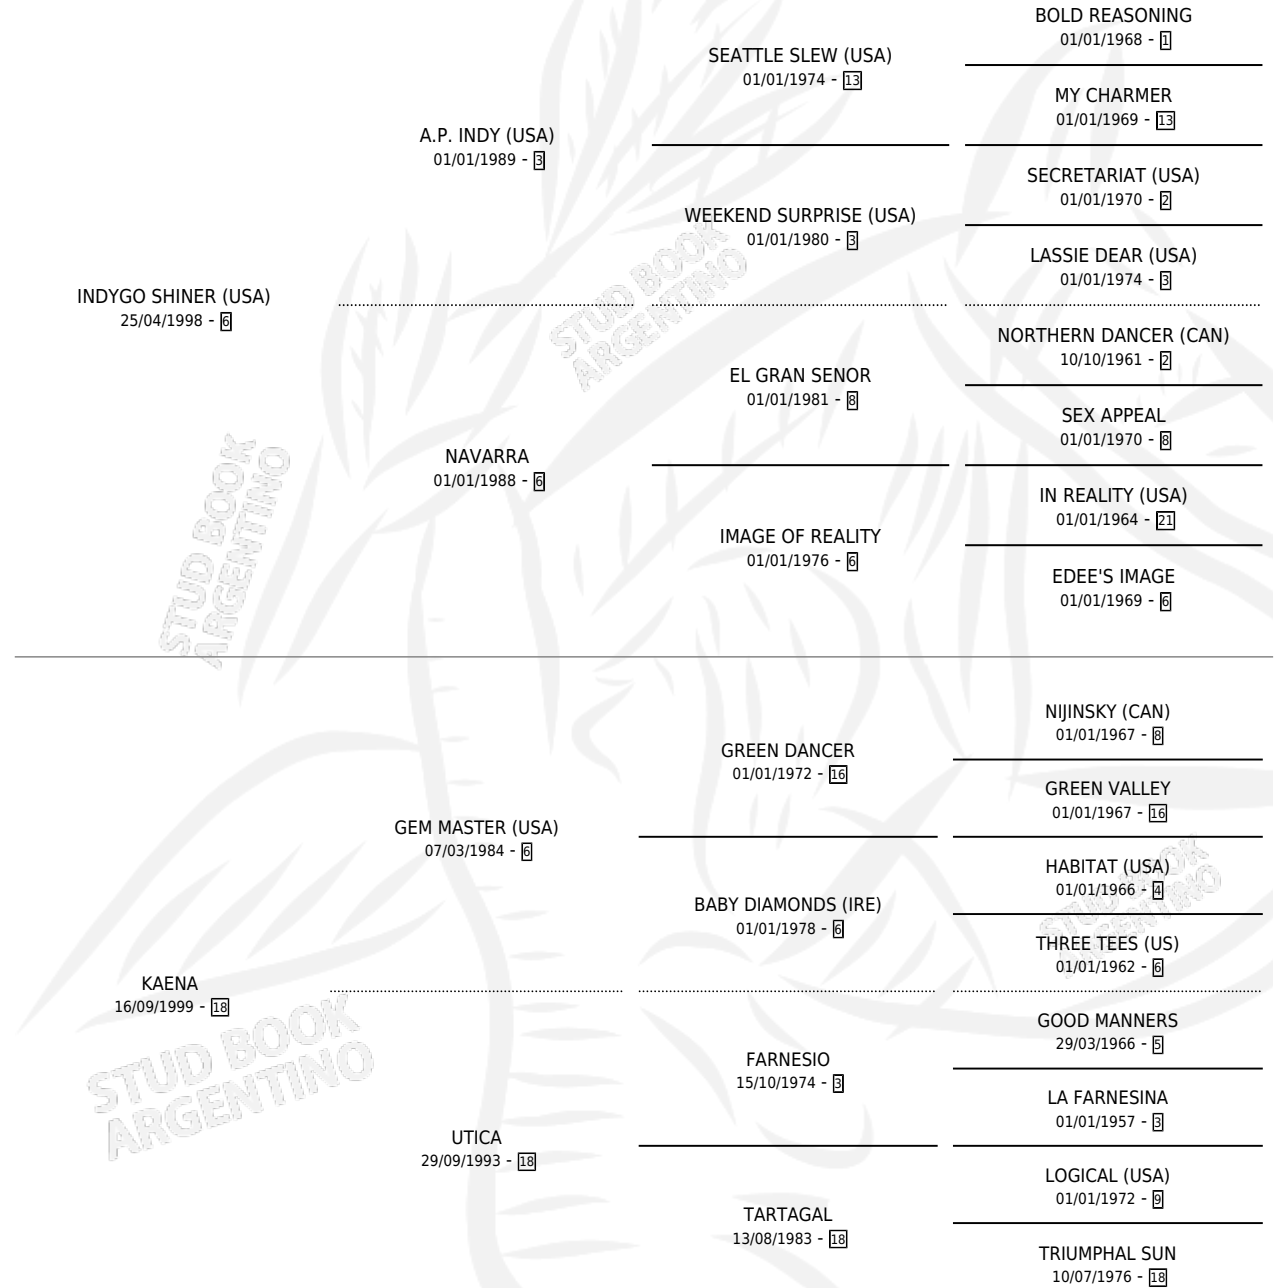 BOLD REASONING
01/01/1968 - 1
SEATTLE SLEW (USA)
01/01/1974 - 13
MY CHARMER
01/01/1969 - 13
A.P. INDY (USA)
01/01/1989 - 3
SECRETARIAT (USA)
01/01/1970 - 2
WEEKEND SURPRISE (USA)
01/01/1980 - 3
LASSIE DEAR (USA)
01/01/1974 - 3
INDYGO SHINER (USA)
25/04/1998 - 6
NORTHERN DANCER (CAN)
10/10/1961 - 2
EL GRAN SENOR
01/01/1981 - 8
SEX APPEAL
01/01/1970 - 8
NAVARRA
01/01/1988 - 6
IN REALITY (USA)
01/01/1964 - 21
IMAGE OF REALITY
01/01/1976 - 6
EDEE'S IMAGE
01/01/1969 - 6
NIJINSKY (CAN)
01/01/1967 - 8
GREEN DANCER
01/01/1972 - 16
GREEN VALLEY
01/01/1967 - 16
GEM MASTER (USA)
07/03/1984 - 6
HABITAT (USA)
01/01/1966 - 4
BABY DIAMONDS (IRE)
01/01/1978 - 6
THREE TEES (US)
01/01/1962 - 6
KAENA
16/09/1999 - 18
GOOD MANNERS
29/03/1966 - 5
FARNESIO
15/10/1974 - 3
LA FARNESINA
01/01/1957 - 3
UTICA
29/09/1993 - 18
LOGICAL (USA)
01/01/1972 - 9
TARTAGAL
13/08/1983 - 18
TRIUMPHAL SUN
10/07/1976 - 18
STUD BOOK
ARGENTINO
STUD BOOK
ARGENTINO
STUD BOOK
ARGENTINO
STUD BOOK
ARGENTINO